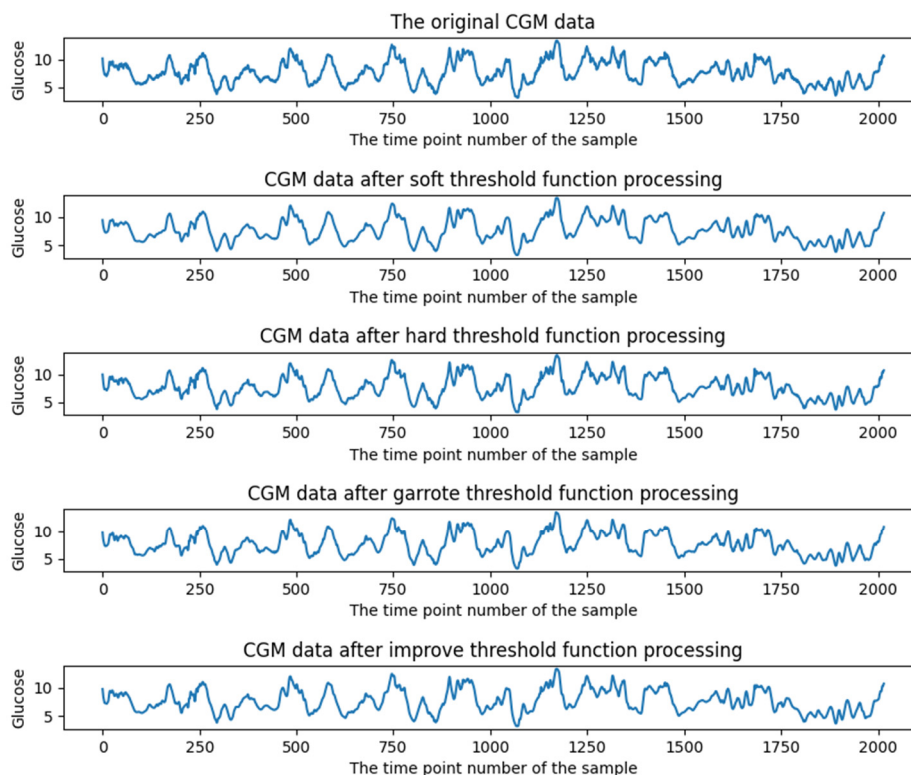 The original CGM data
Glucose
10
5
0 250 500 750 1000 1250 1500 1750 2000
The time point number of the sample
CGM data after soft threshold function processing
Glucose
10
5
0 250 500 750 1000 1250 1500 1750 2000
The time point number of the sample
CGM data after hard threshold function processing
Glucose
10
5
0 250 500 750 1000 1250 1500 1750 2000
The time point number of the sample
CGM data after garrote threshold function processing
Glucose
10
5
0 250 500 750 1000 1250 1500 1750 2000
The time point number of the sample
CGM data after improve threshold function processing
Glucose
10
5
0 250 500 750 1000 1250 1500 1750 2000
The time point number of the sample